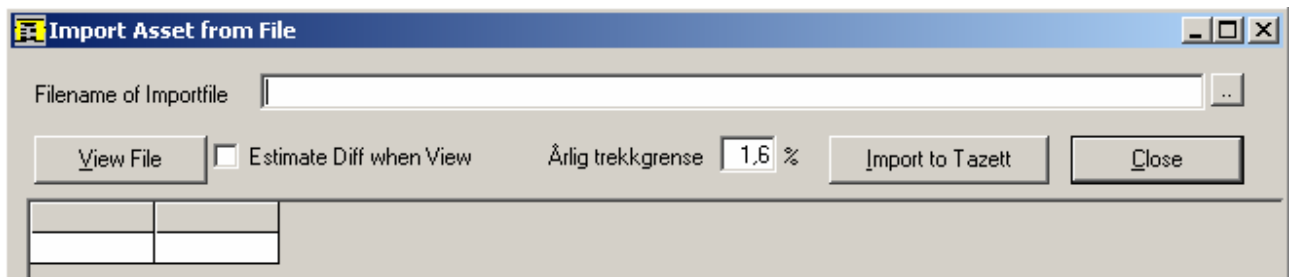 Import Asset from File
Filename of Importfile ..
View File Estimate Diff when View Årlig trekkgrense 1,6 % Import to Tazett Close